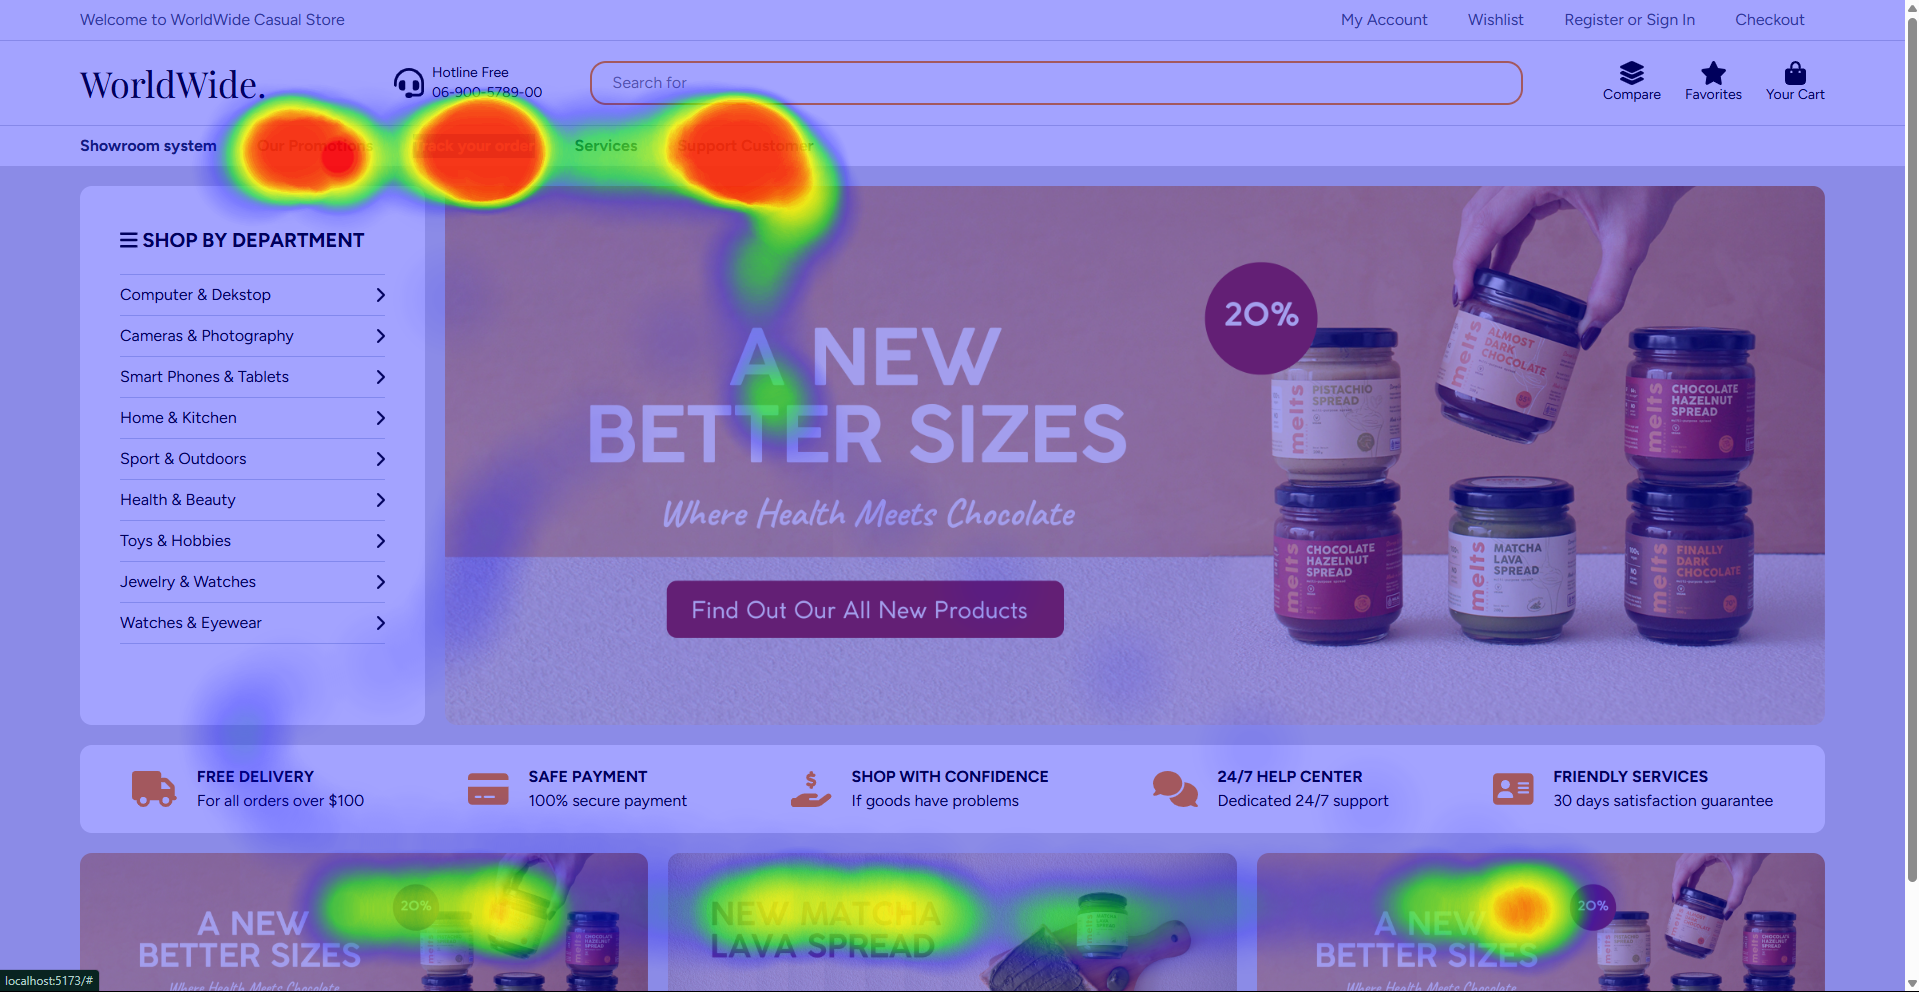 Welcome to WorldWide Casual Store
My Account
Wishlist
Register or Sign In
Checkout
WorldWide.
Hotline Free
06-900-5789-00
Search for
Compare
Favorites
Your Cart
Showroom system
Our Promotions
Track your order
Services
Support Customer
SHOP BY DEPARTMENT
Computer & Dekstop
Cameras & Photography
Smart Phones & Tablets
Home & Kitchen
Sport & Outdoors
Health & Beauty
Toys & Hobbies
Jewelry & Watches
Watches & Eyewear
A NEW
BETTER SIZES
Where Health Meets Chocolate
Find Out Our All New Products
20%
melts
ALMOST
DARK
CHOCOLATE
melts
PISTACHIO
SPREAD
melts
CHOCOLATE
HAZELNUT
SPREAD
melts
CHOCOLATE
HAZELNUT
SPREAD
melts
MATCHA
LAVA
SPREAD
melts
FINALLY
DARK
CHOCOLATE
FREE DELIVERY
For all orders over $100
SAFE PAYMENT
100% secure payment
SHOP WITH CONFIDENCE
If goods have problems
24/7 HELP CENTER
Dedicated 24/7 support
FRIENDLY SERVICES
30 days satisfaction guarantee
A NEW
BETTER SIZES
Where Health Meets Chocolate
20%
NEW MATCHA
LAVA SPREAD
A NEW
BETTER SIZES
Where Health Meets Chocolate
20%
localhost:5173/#